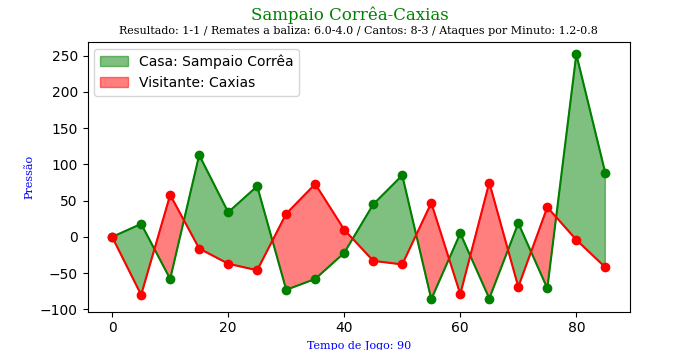 Sampaio Corrêa-Caxias
Resultado: 1-1 / Remates a baliza: 6.0-4.0 / Cantos: 8-3 / Ataques por Minuto: 1.2-0.8
Casa: Sampaio Corrêa
Visitante: Caxias
Pressão
250
200
150
100
50
0
−50
−100
0 20 40 60 80
Tempo de Jogo: 90